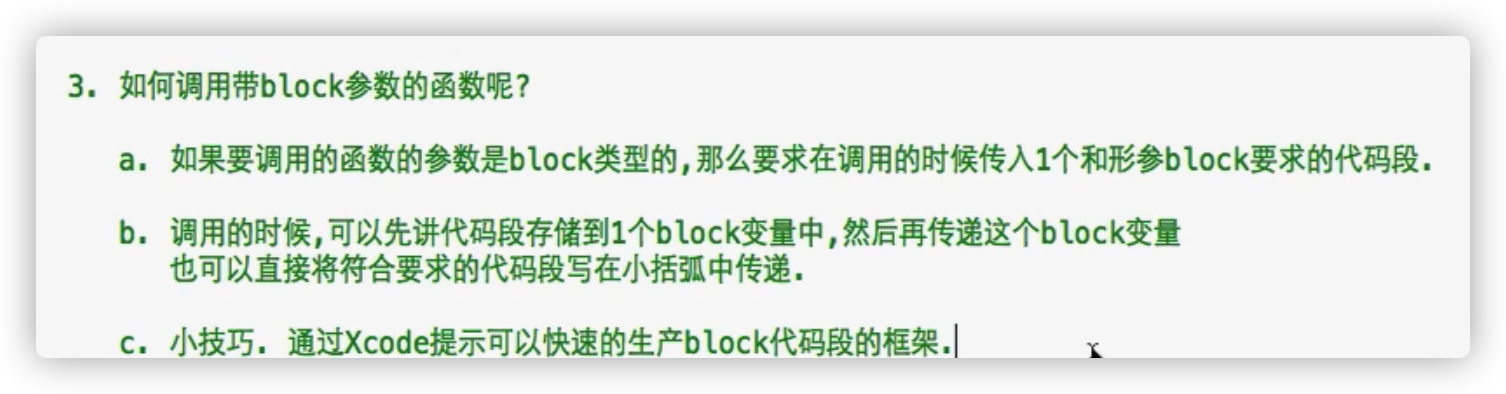 3. 如何调用带block参数的函数呢?
a. 如果要调用的函数的参数是block类型的,那么要求在调用的时候传入1个和形参block要求的代码段.
b. 调用的时候,可以先讲代码段存储到1个block变量中,然后再传递这个block变量
也可以直接将符合要求的代码段写在小括弧中传递.
c. 小技巧. 通过Xcode提示可以快速的生产block代码段的框架.